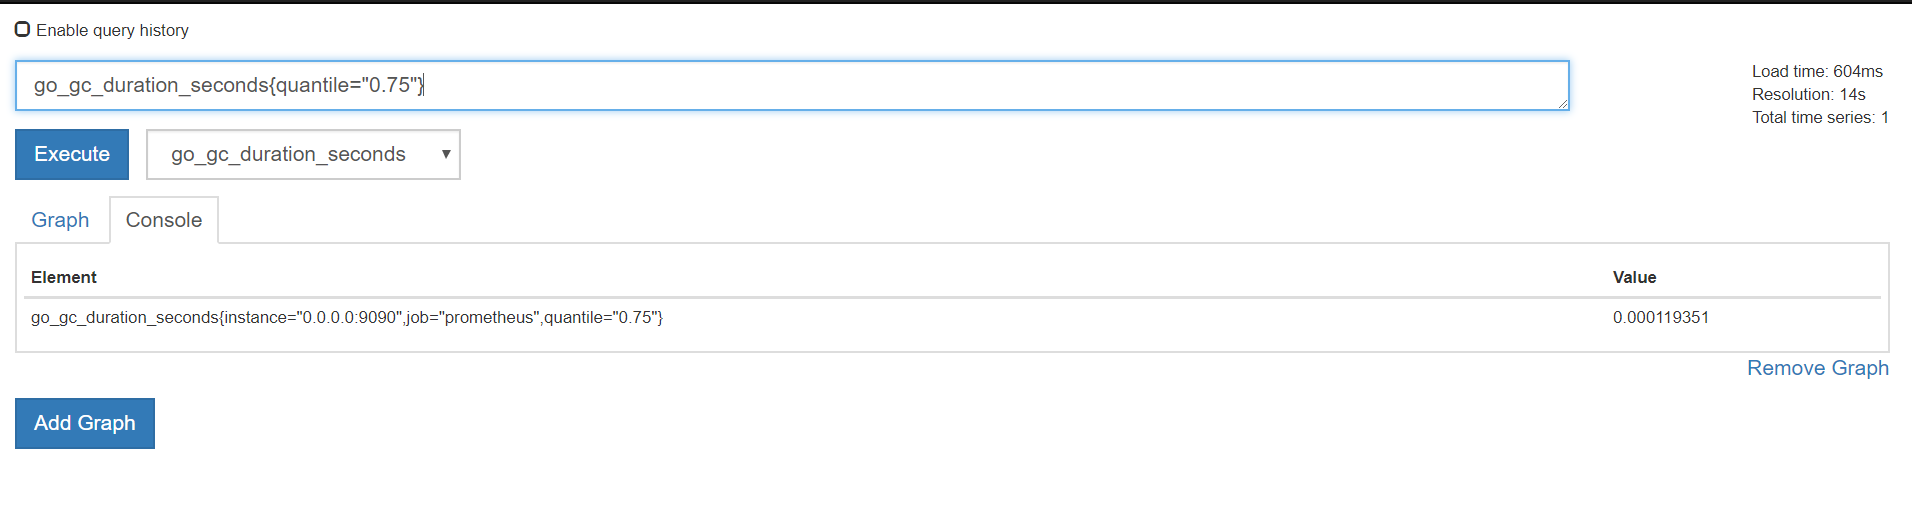 Enable query history
go_gc_duration_seconds{quantile="0.75"}
Load time: 604ms
Resolution: 14s
Total time series: 1
Execute
go_gc_duration_seconds
Graph
Console
Element
Value
go_gc_duration_seconds{instance="0.0.0.0:9090",job="prometheus",quantile="0.75"}
0.000119351
Remove Graph
Add Graph